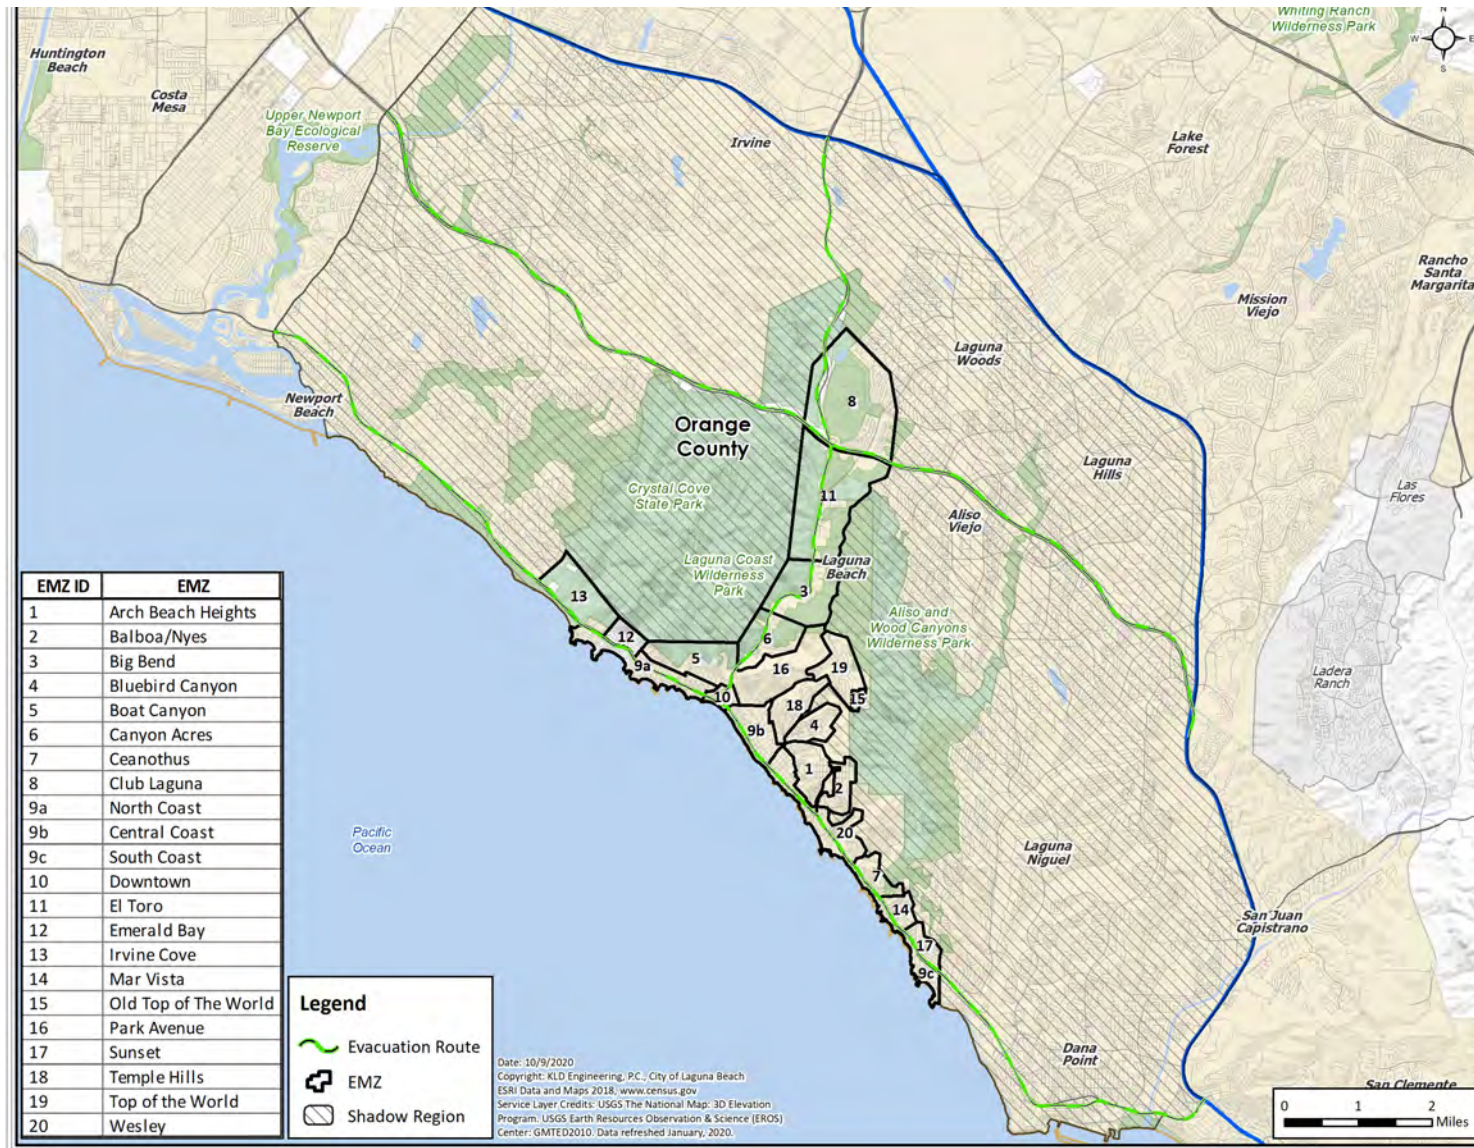 Whiting Ranch
Wilderness Park
N
W
E
S
Huntington
Beach
Costa
Mesa
Upper Newport
Bay Ecological
Reserve
Irvine
Lake
Forest
Rancho
Santa
Margarita
Mission
Viejo
Laguna
Woods
Newport
Beach
8
Orange
County
Laguna
Hills
Las
Flores
Crystal Cove
State Park
11
Aliso
Viejo
Laguna Coast
Wilderness
Park
Laguna
Beach
13
3
Aliso and
Wood Canyons
Wilderness Park
12
6
5
9a
16
19
Ladera
Ranch
10
18
15
9b
4
1
2
Pacific
Ocean
20
Laguna
Niguel
7
14
San Juan
Capistrano
17
9c
Dana
Point
San Clemente
EMZ ID EMZ
1 Arch Beach Heights
2 Balboa/Nyes
3 Big Bend
4 Bluebird Canyon
5 Boat Canyon
6 Canyon Acres
7 Ceanothus
8 Club Laguna
9a North Coast
9b Central Coast
9c South Coast
10 Downtown
11 El Toro
12 Emerald Bay
13 Irvine Cove
14 Mar Vista
15 Old Top of The World
16 Park Avenue
17 Sunset
18 Temple Hills
19 Top of the World
20 Wesley
Legend
Evacuation Route
EMZ
Shadow Region
Date: 10/9/2020
Copyright: KLD Engineering, P.C., City of Laguna Beach
ESRI Data and Maps 2018, www.census.gov
Service Layer Credits: USGS The National Map: 3D Elevation
Program. USGS Earth Resources Observation & Science (EROS)
Center: GMTED2010. Data refreshed January, 2020.
0 1 2
Miles